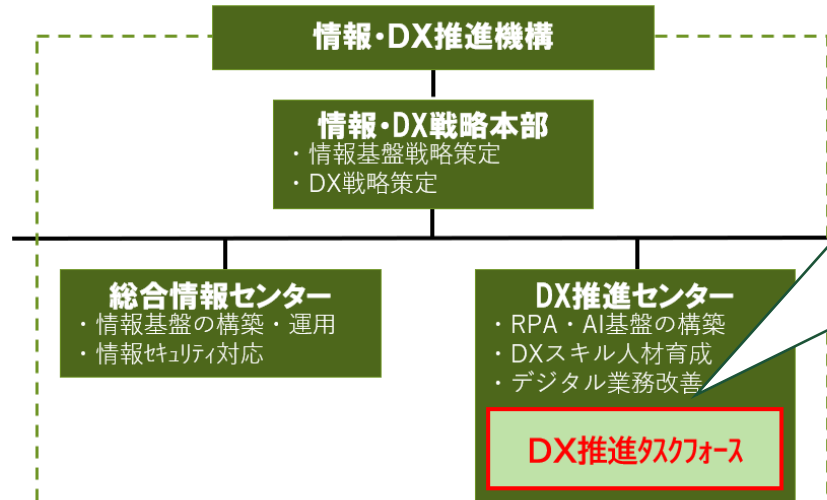 情報・DX推進機構
情報・DX戦略本部
・情報基盤戦略策定
・DX戦略策定
総合情報センター
・情報基盤の構築・運用
・情報ｾｷｭﾘﾃｨ対応
DX推進センター
・RPA・AI基盤の構築
・DXスキル人材育成
・デジタル業務改善
DX推進ﾀｽｸﾌｫｰｽ